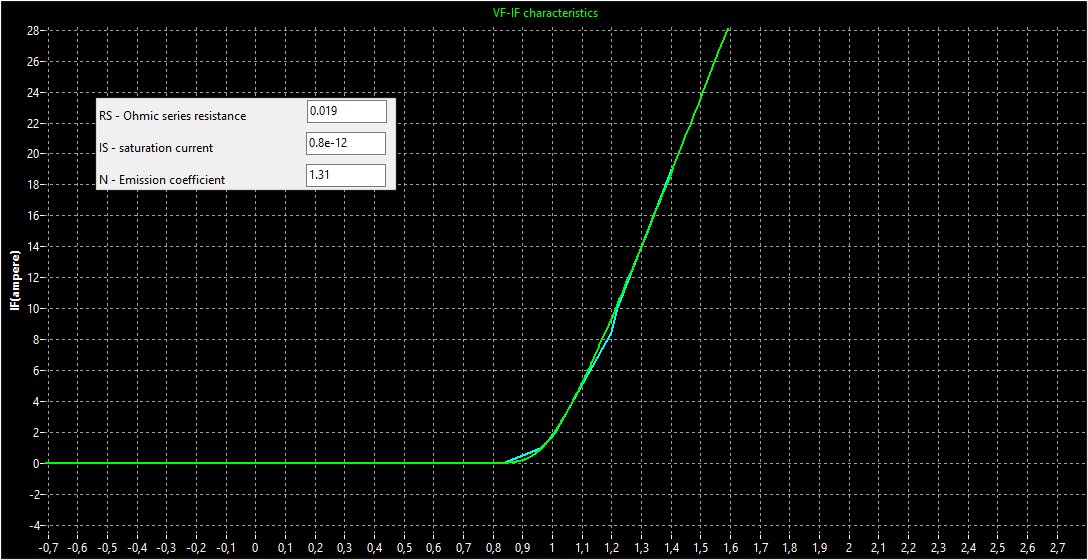 VF-IF characteristics
28
26
24
22
20
18
16
14
12
10
8
6
4
2
0
-2
-4
IF(ampere)
RS - Ohmic series resistance 0.019
IS - saturation current 0.8e-12
N - Emission coefficient 1.31
-0,7 -0,6 -0,5 -0,4 -0,3 -0,2 -0,1 0 0,1 0,2 0,3 0,4 0,5 0,6 0,7 0,8 0,9 1 1,1 1,2 1,3 1,4 1,5 1,6 1,7 1,8 1,9 2 2,1 2,2 2,3 2,4 2,5 2,6 2,7